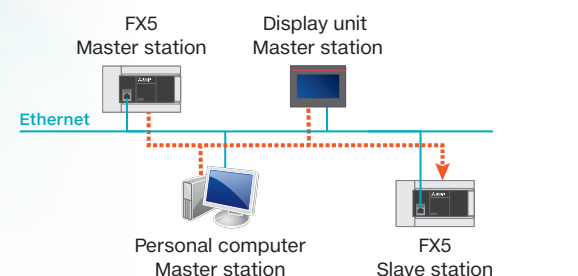 FX5
Master station
Display unit
Master station
Ethernet
Personal computer
Master station
FX5
Slave station